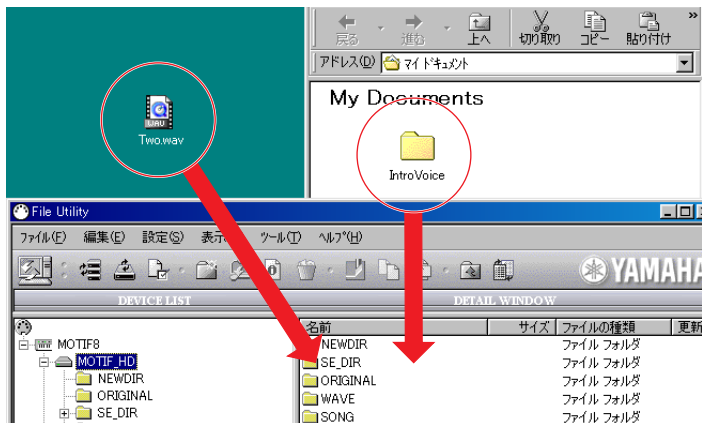 戻る 進む 上へ 切り取り コピー 貼り付け »
アドレス(D) マイ ドキュメント
My Documents
WAV
Two.wav
IntroVoice
File Utility
ファイル(F) 編集(E) 設定(S) 表示 ツール(T) ヘルプ(H)
YAMAHA
DEVICE LIST DETAIL WINDOW
名前 サイズ ファイルの種類 更新
MOTIF8 NEWDIR ファイル フォルダ
MOTIF_HD SE_DIR ファイル フォルダ
NEWDIR ORIGINAL ファイル フォルダ
ORIGINAL WAVE ファイル フォルダ
SE_DIR SONG ファイル フォルダ